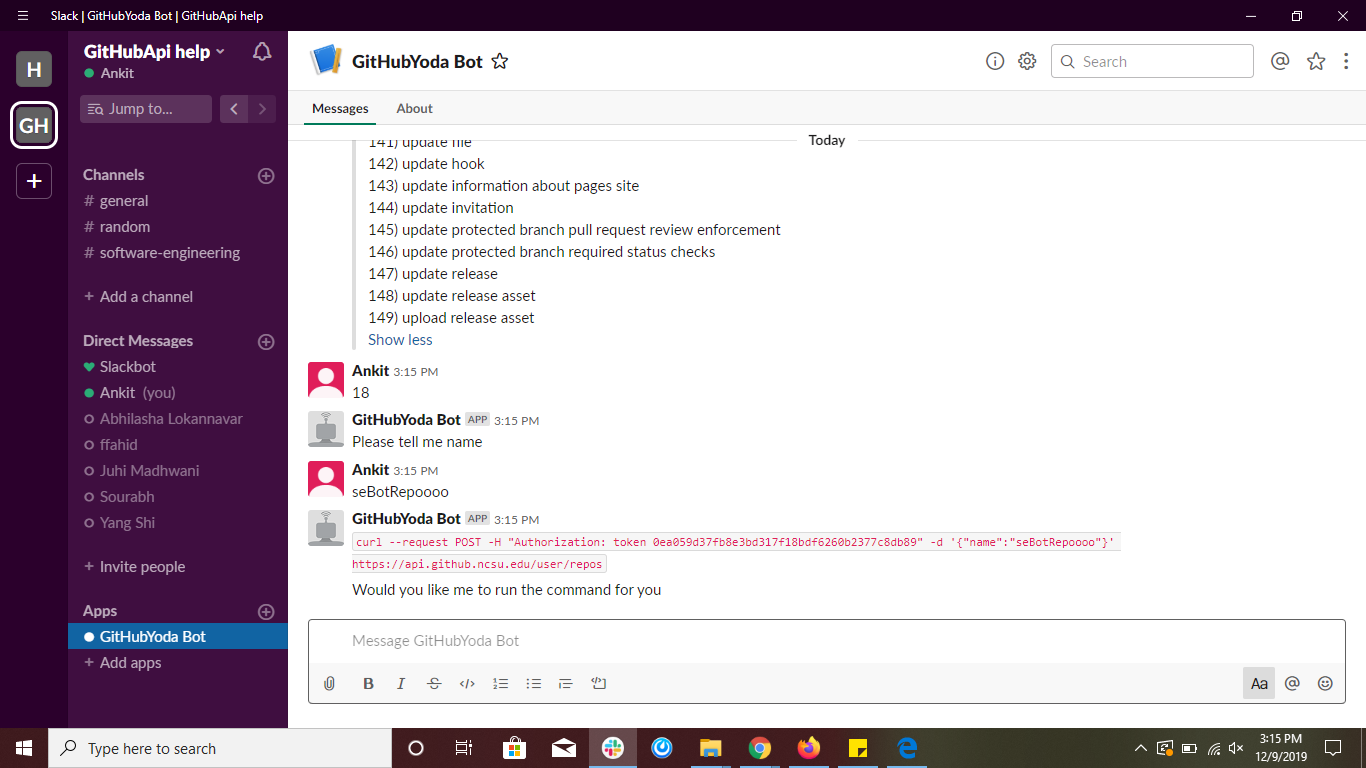 Slack | GitHubYoda Bot | GitHubApi help
H
GH
GitHubApi help
Ankit
Jump to...
Channels
# general
# random
# software-engineering
+ Add a channel
Direct Messages
Slackbot
Ankit (you)
Abhilasha Lokannavar
ffahid
Juhi Madhwani
Sourabh
Yang Shi
+ Invite people
Apps
GitHubYoda Bot
+ Add apps
GitHubYoda Bot
Search
Messages About
Today
141) update file
142) update hook
143) update information about pages site
144) update invitation
145) update protected branch pull request review enforcement
146) update protected branch required status checks
147) update release
148) update release asset
149) upload release asset
Show less
Ankit 3:15 PM
18
GitHubYoda Bot APP 3:15 PM
Please tell me name
Ankit 3:15 PM
seBotRepoooo
GitHubYoda Bot APP 3:15 PM
curl --request POST -H "Authorization: token 0ea059d37fb8e3bd317f18bdf6260b2377c8db89" -d '{"name":"seBotRepoooo"}'
https://api.github.ncsu.edu/user/repos
Would you like me to run the command for you
Message GitHubYoda Bot
B I S </> Aa @
Type here to search
3:15 PM
12/9/2019